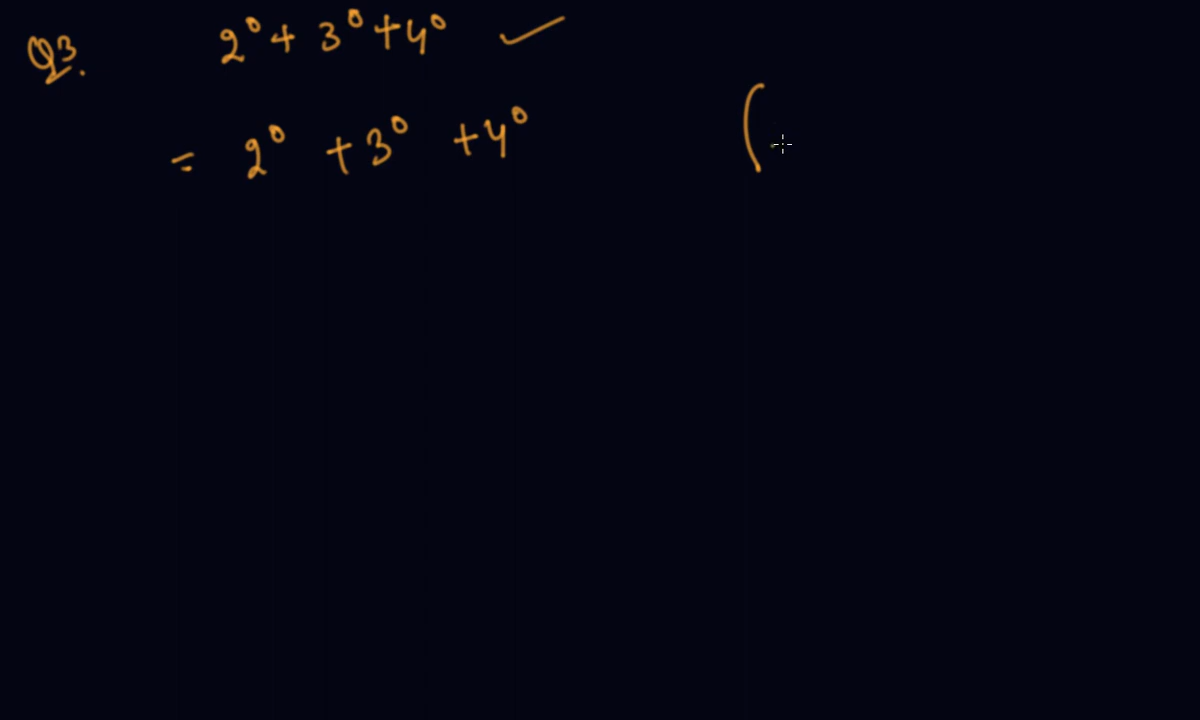 Q3. 2⁰ + 3⁰ + 4⁰ ✓
= 2⁰ + 3⁰ + 4⁰ (